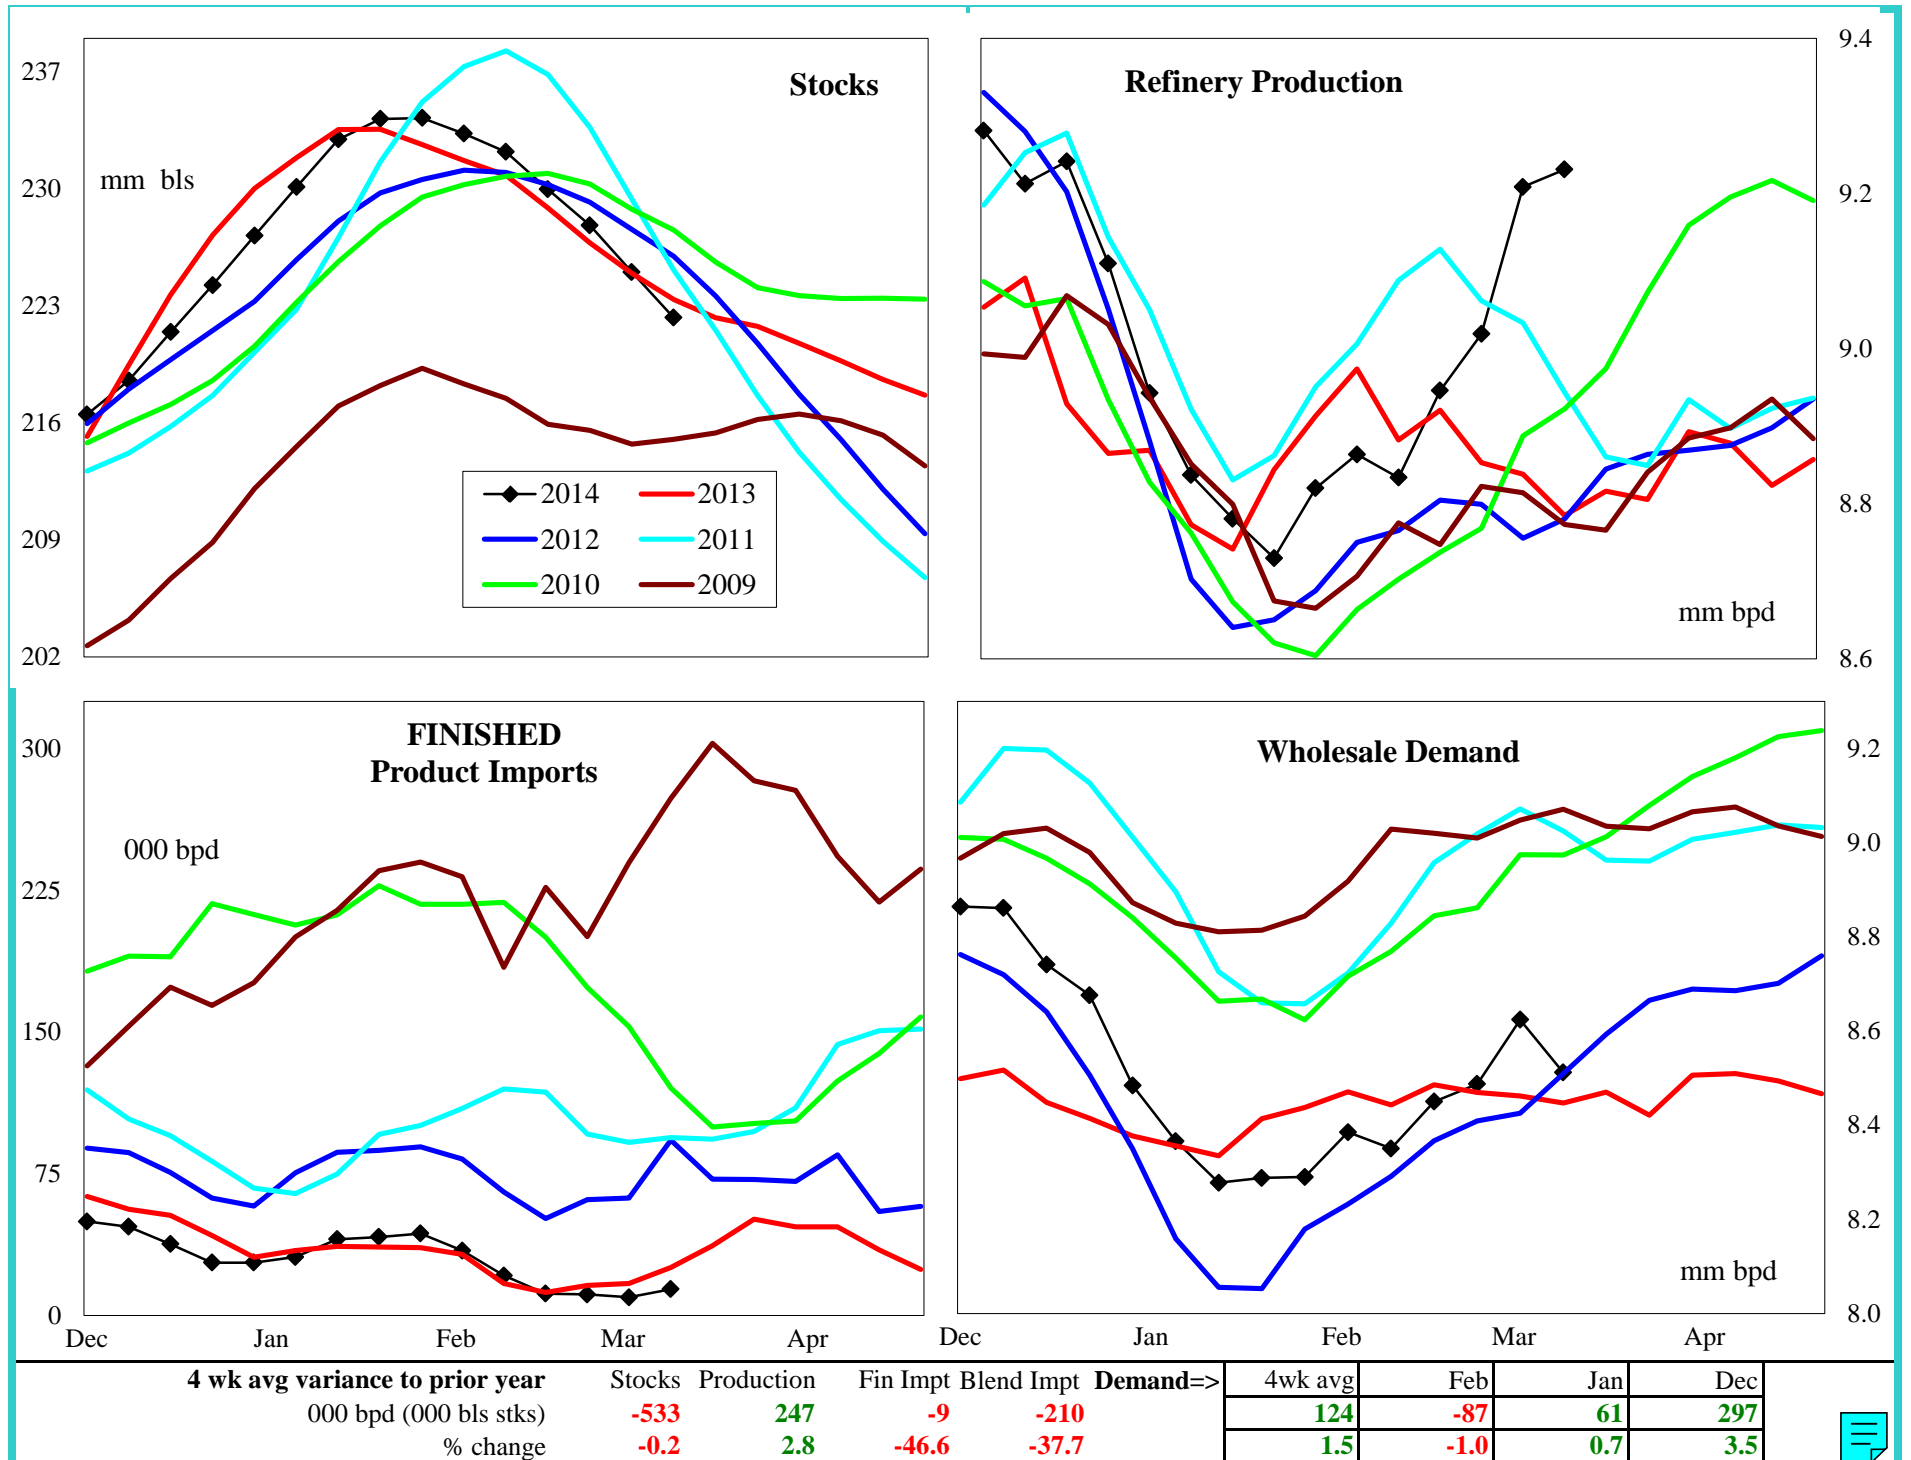 Stocks
mm bls
237
230
223
216
209
202
2014
2013
2012
2011
2010
2009
Refinery Production
mm bpd
9.4
9.2
9.0
8.8
8.6
FINISHED
Product Imports
000 bpd
300
225
150
75
0
Dec Jan Feb Mar Apr
Wholesale Demand
mm bpd
9.2
9.0
8.8
8.6
8.4
8.2
8.0
Dec Jan Feb Mar Apr
4 wk avg variance to prior year Stocks Production Fin Impt Blend Impt Demand=> 4wk avg Feb Jan Dec
000 bpd (000 bls stks) -533 247 -9 -210 124 -87 61 297
% change -0.2 2.8 -46.6 -37.7 1.5 -1.0 0.7 3.5